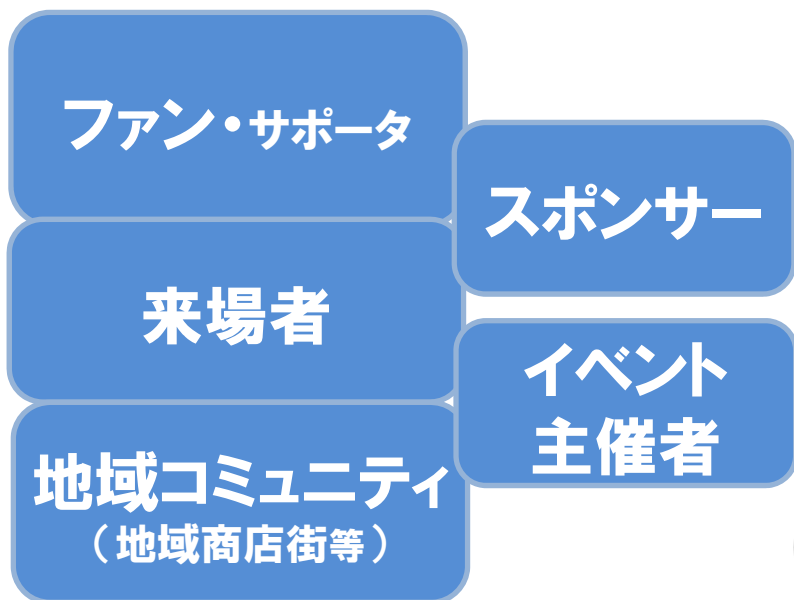 ファン・サポータ
スポンサー
来場者
イベント
主催者
地域コミュニティ
（地域商店街等）